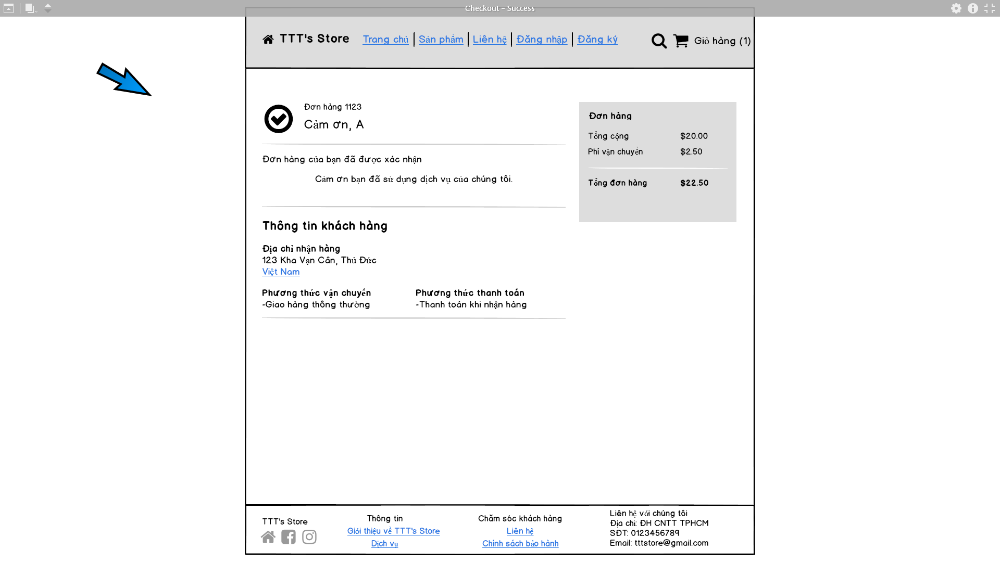 Checkout - Success
TTT's Store
Trang chủ
Sản phẩm
Liên hệ
Đăng nhập
Đăng ký
Giỏ hàng (1)
Đơn hàng 1123
Cảm ơn, A
Đơn hàng của bạn đã được xác nhận
Cảm ơn bạn đã sử dụng dịch vụ của chúng tôi.
Thông tin khách hàng
Địa chỉ nhận hàng
123 Kha Vạn Cân, Thủ Đức
Việt Nam
Phương thức vận chuyển
-Giao hàng thông thường
Phương thức thanh toán
-Thanh toán khi nhận hàng
Đơn hàng
Tổng cộng $20.00
Phí vận chuyển $2.50
Tổng đơn hàng $22.50
TTT's Store
Thông tin
Giới thiệu về TTT's Store
Dịch vụ
Chăm sóc khách hàng
Liên hệ
Chính sách bảo hành
Liên hệ với chúng tôi
Địa chỉ: ĐH CNTT TPHCM
SĐT: 0123456789
Email: tttstore@gmail.com